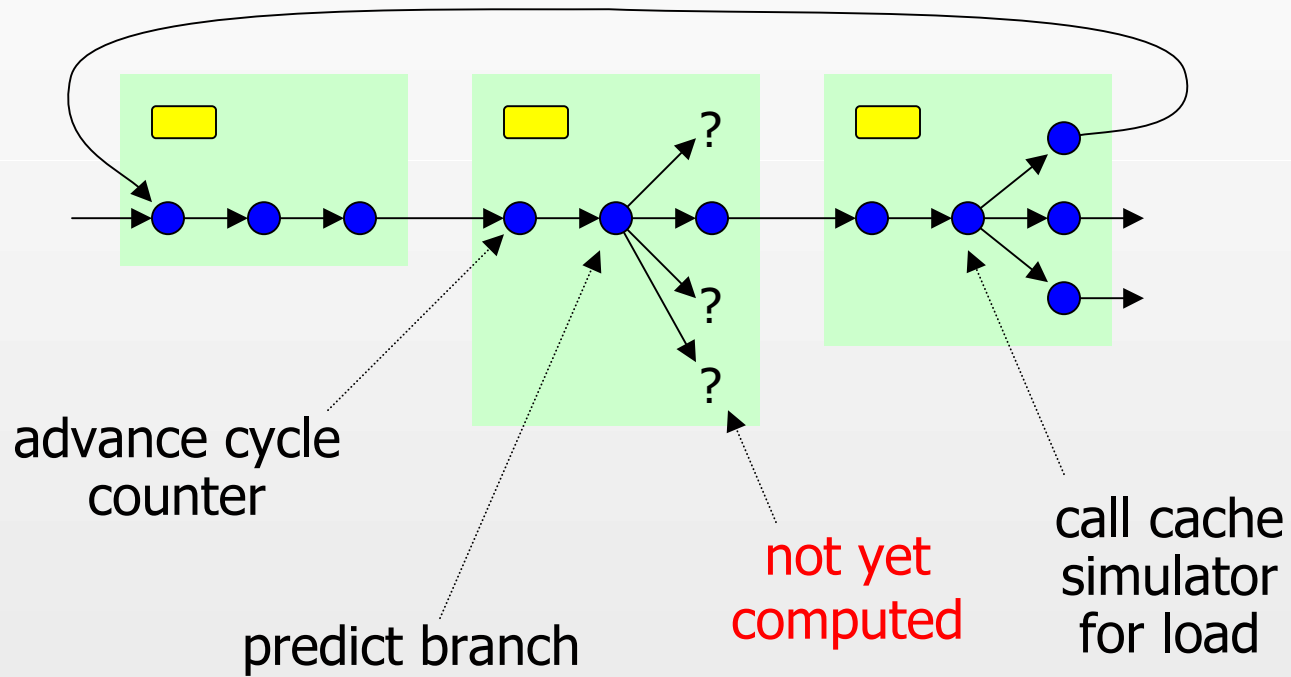 ?
?
?
advance cycle
counter
predict branch
not yet
computed
call cache
simulator
for load